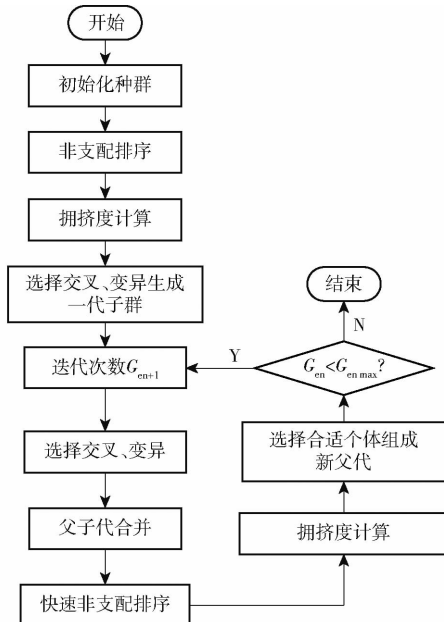 开始
初始化种群
非支配排序
拥挤度计算
选择交叉、变异生成
一代子群
迭代次数Gen+1
选择交叉、变异
父子代合并
快速非支配排序
拥挤度计算
选择合适个体组成
新父代
Gen<Gen max?
Y
N
结束